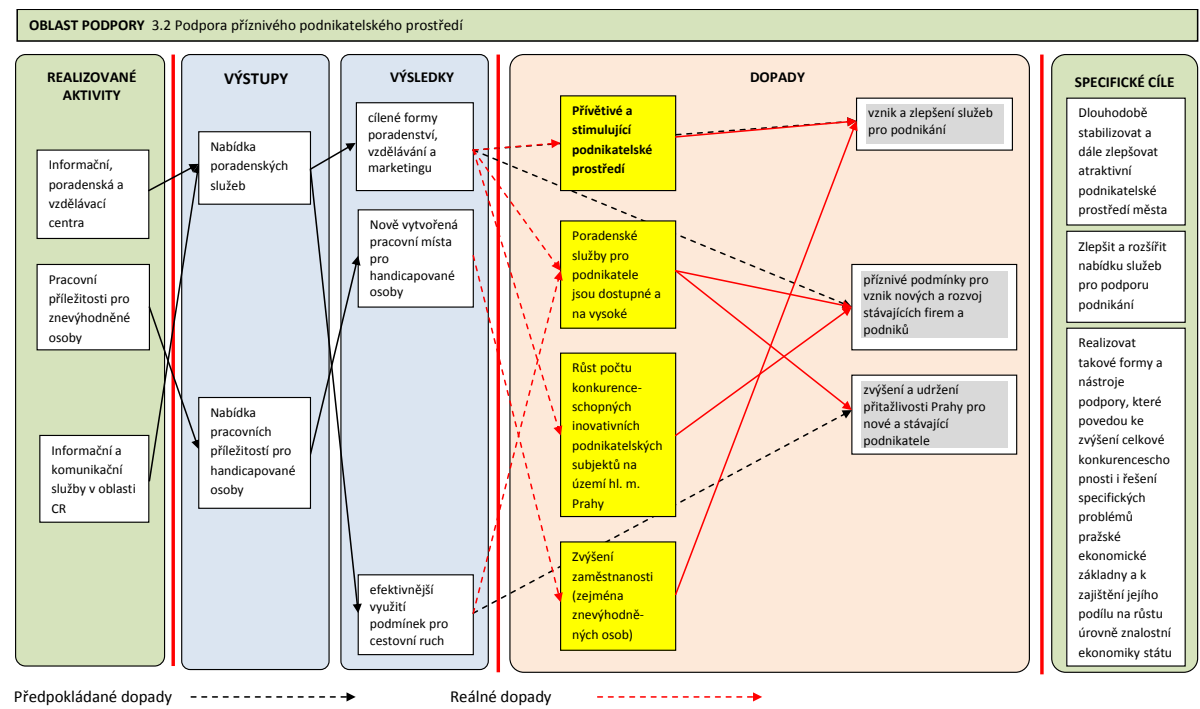 OBLAST PODPORY 3.2 Podpora příznivého podnikatelského prostředí
REALIZOVANÉ
AKTIVITY
Informační,
poradenská a
vzdělávací
centra
Pracovní
příležitosti pro
znevýhodněné
osoby
Informační a
komunikační
služby v oblasti
CR
VÝSTUPY
Nabídka
poradenských
služeb
Nabídka
pracovních
příležitostí pro
handicapované
osoby
VÝSLEDKY
cílené formy
poradenství,
vzdělávání a
marketingu
Nově vytvořená
pracovní místa
pro
handicapované
osoby
efektivnější
využití
podmínek pro
cestovní ruch
DOPADY
Přívětivé a
stimulující
podnikatelské
prostředí
Poradenské
služby pro
podnikatele
jsou dostupné a
na vysoké
Růst počtu
konkurence-
schopných
inovativních
podnikatelských
subjektů na
území hl. m.
Prahy
Zvýšení
zaměstnanosti
(zejména
znevýhodně-
ných osob)
vznik a zlepšení služeb
pro podnikání
příznivé podmínky pro
vznik nových a rozvoj
stávajících firem a
podniků
zvýšení a udržení
přitažlivosti Prahy pro
nové a stávající
podnikatele
SPECIFICKÉ CÍLE
Dlouhodobě
stabilizovat a
dále zlepšovat
atraktivní
podnikatelské
prostředí města
Zlepšit a rozšířit
nabídku služeb
pro podporu
podnikání
Realizovat
takové formy a
nástroje
podpory, které
povedou ke
zvýšení celkové
konkurenescho
pnosti i řešení
specifických
problémů
pražské
ekonomické
základny a k
zajištění jejího
podílu na růstu
úrovně znalostní
ekonomiky státu
Předpokládané dopady
Reálné dopady